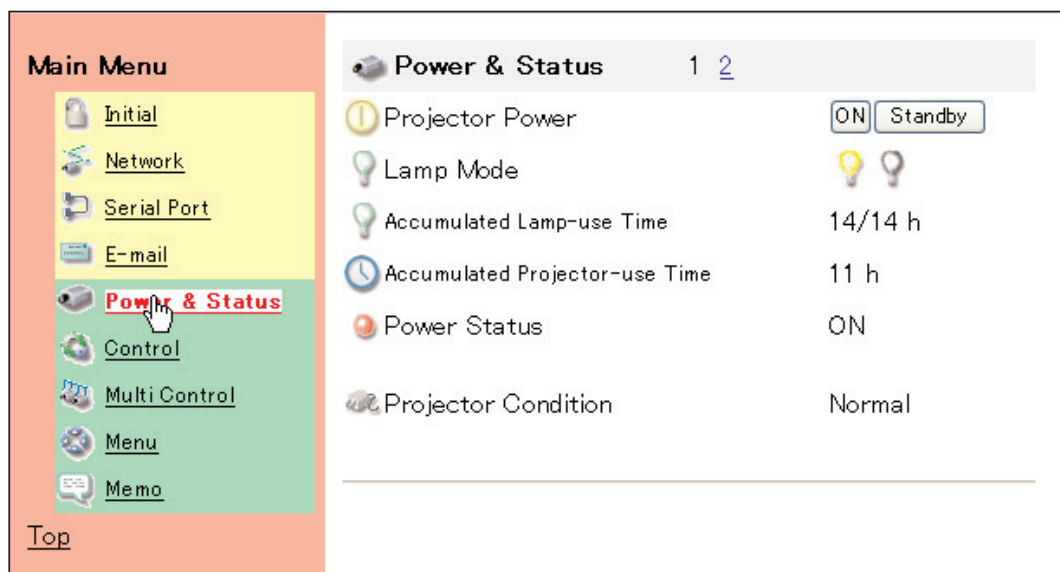 Main Menu
Initial
Network
Serial Port
E-mail
Power & Status
Control
Multi Control
Menu
Memo
Top
Power & Status 1 2
Projector Power ON Standby
Lamp Mode
Accumulated Lamp-use Time 14/14 h
Accumulated Projector-use Time 11 h
Power Status ON
Projector Condition Normal